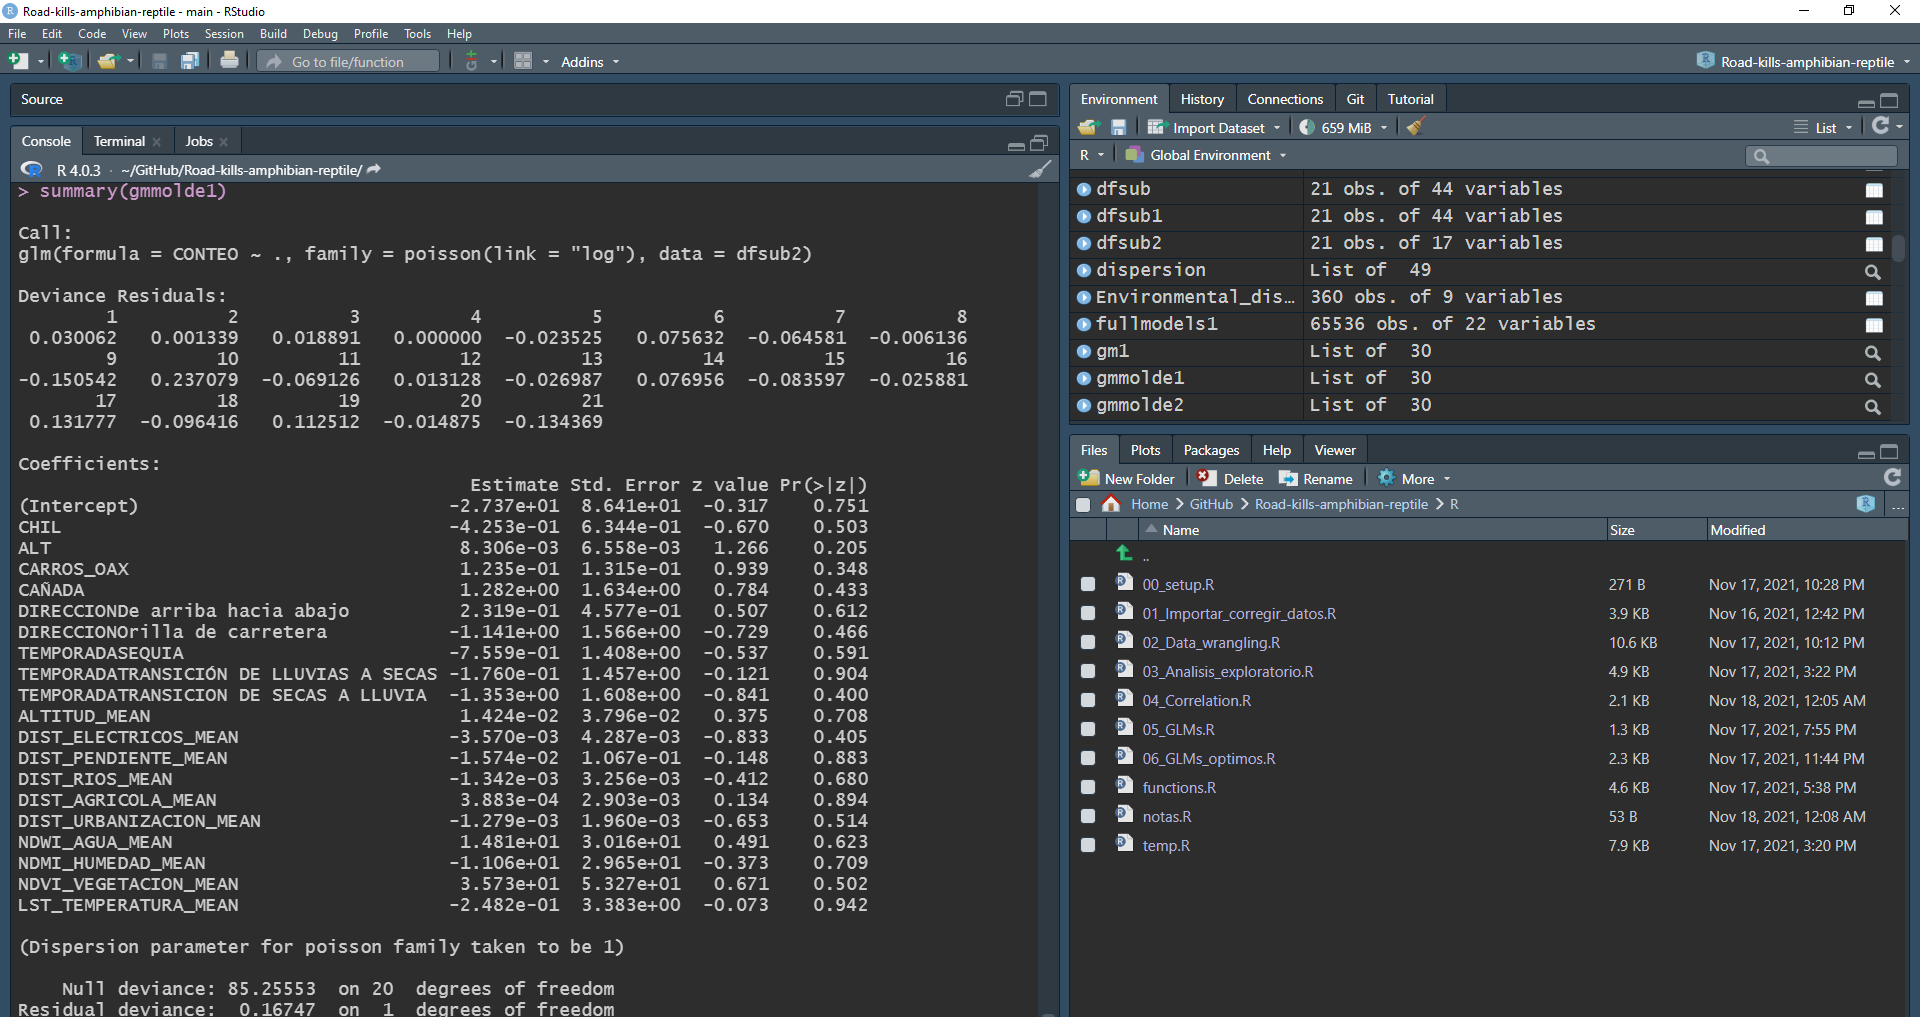 Road-kills-amphibian-reptile - main - RStudio
File Edit Code View Plots Session Build Debug Profile Tools Help
Go to file/function Addins Road-kills-amphibian-reptile
Source
Console Terminal Jobs
R 4.0.3 · ~/GitHub/Road-kills-amphibian-reptile/
> summary(gmmolde1)
Call:
glm(formula = CONTEO ~ ., family = poisson(link = "log"), data = dfsub2)
Deviance Residuals:
1 2 3 4 5 6 7 8
0.030062 0.001339 0.018891 0.000000 -0.023525 0.075632 -0.064581 -0.006136
9 10 11 12 13 14 15 16
-0.150542 0.237079 -0.069126 0.013128 -0.026987 0.076956 -0.083597 -0.025881
17 18 19 20 21
0.131777 -0.096416 0.112512 -0.014875 -0.134369
Coefficients:
Estimate Std. Error z value Pr(>|z|)
(Intercept) -2.737e+01 8.641e+01 -0.317 0.751
CHIL -4.253e-01 6.344e-01 -0.670 0.503
ALT 8.306e-03 6.558e-03 1.266 0.205
CARROS_OAX 1.235e-01 1.315e-01 0.939 0.348
CAÑADA 1.282e+00 1.634e+00 0.784 0.433
DIRECCIONDe arriba hacia abajo 2.319e-01 4.577e-01 0.507 0.612
DIRECCIONOrilla de carretera -1.141e+00 1.566e+00 -0.729 0.466
TEMPORADASEQUIA -7.559e-01 1.408e+00 -0.537 0.591
TEMPORADATRANSICIÓN DE LLUVIAS A SECAS -1.760e-01 1.457e+00 -0.121 0.904
TEMPORADATRANSICION DE SECAS A LLUVIA -1.353e+00 1.608e+00 -0.841 0.400
ALTITUD_MEAN 1.424e-02 3.796e-02 0.375 0.708
DIST_ELECTRICOS_MEAN -3.570e-03 4.287e-03 -0.833 0.405
DIST_PENDIENTE_MEAN -1.574e-02 1.067e-01 -0.148 0.883
DIST_RIOS_MEAN -1.342e-03 3.256e-03 -0.412 0.680
DIST_AGRICOLA_MEAN 3.883e-04 2.903e-03 0.134 0.894
DIST_URBANIZACION_MEAN -1.279e-03 1.960e-03 -0.653 0.514
NDWI_AGUA_MEAN 1.481e+01 3.016e+01 0.491 0.623
NDMI_HUMEDAD_MEAN -1.106e+01 2.965e+01 -0.373 0.709
NDVI_VEGETACION_MEAN 3.573e+01 5.327e+01 0.671 0.502
LST_TEMPERATURA_MEAN -2.482e-01 3.383e+00 -0.073 0.942
(Dispersion parameter for poisson family taken to be 1)
Null deviance: 85.25553 on 20 degrees of freedom
Residual deviance: 0.16747 on 1 degrees of freedom
Environment History Connections Git Tutorial
Import Dataset 659 MiB List
R Global Environment
dfsub 21 obs. of 44 variables
dfsub1 21 obs. of 44 variables
dfsub2 21 obs. of 17 variables
dispersion List of 49
Environmental_dis… 360 obs. of 9 variables
fullmodels1 65536 obs. of 22 variables
gm1 List of 30
gmmolde1 List of 30
gmmolde2 List of 30
Files Plots Packages Help Viewer
New Folder Delete Rename More
Home GitHub Road-kills-amphibian-reptile R ...
Name Size Modified
..
00_setup.R 271 B Nov 17, 2021, 10:28 PM
01_Importar_corregir_datos.R 3.9 KB Nov 16, 2021, 12:42 PM
02_Data_wrangling.R 10.6 KB Nov 17, 2021, 10:12 PM
03_Analisis_exploratorio.R 4.9 KB Nov 17, 2021, 3:22 PM
04_Correlation.R 2.1 KB Nov 18, 2021, 12:05 AM
05_GLMs.R 1.3 KB Nov 17, 2021, 7:55 PM
06_GLMs_optimos.R 2.3 KB Nov 17, 2021, 11:44 PM
functions.R 4.6 KB Nov 17, 2021, 5:38 PM
notas.R 53 B Nov 18, 2021, 12:08 AM
temp.R 7.9 KB Nov 17, 2021, 3:20 PM